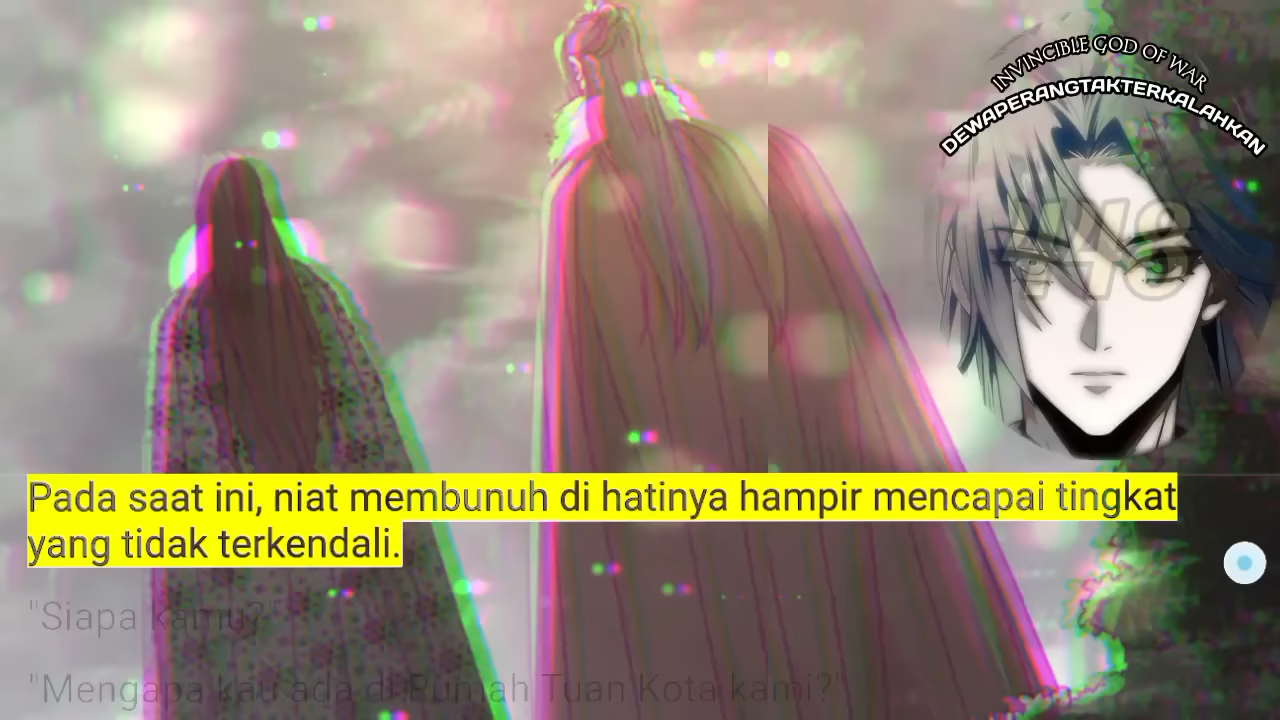 INVINCIBLE GOD OF WAR
DEWAPERANGTAKTERKALAHKAN
Pada saat ini, niat membunuh di hatinya hampir mencapai tingkat
yang tidak terkendali.
"Siapa kamu?"
"Mengapa kau ada di Rumah Tuan Kota kami?"